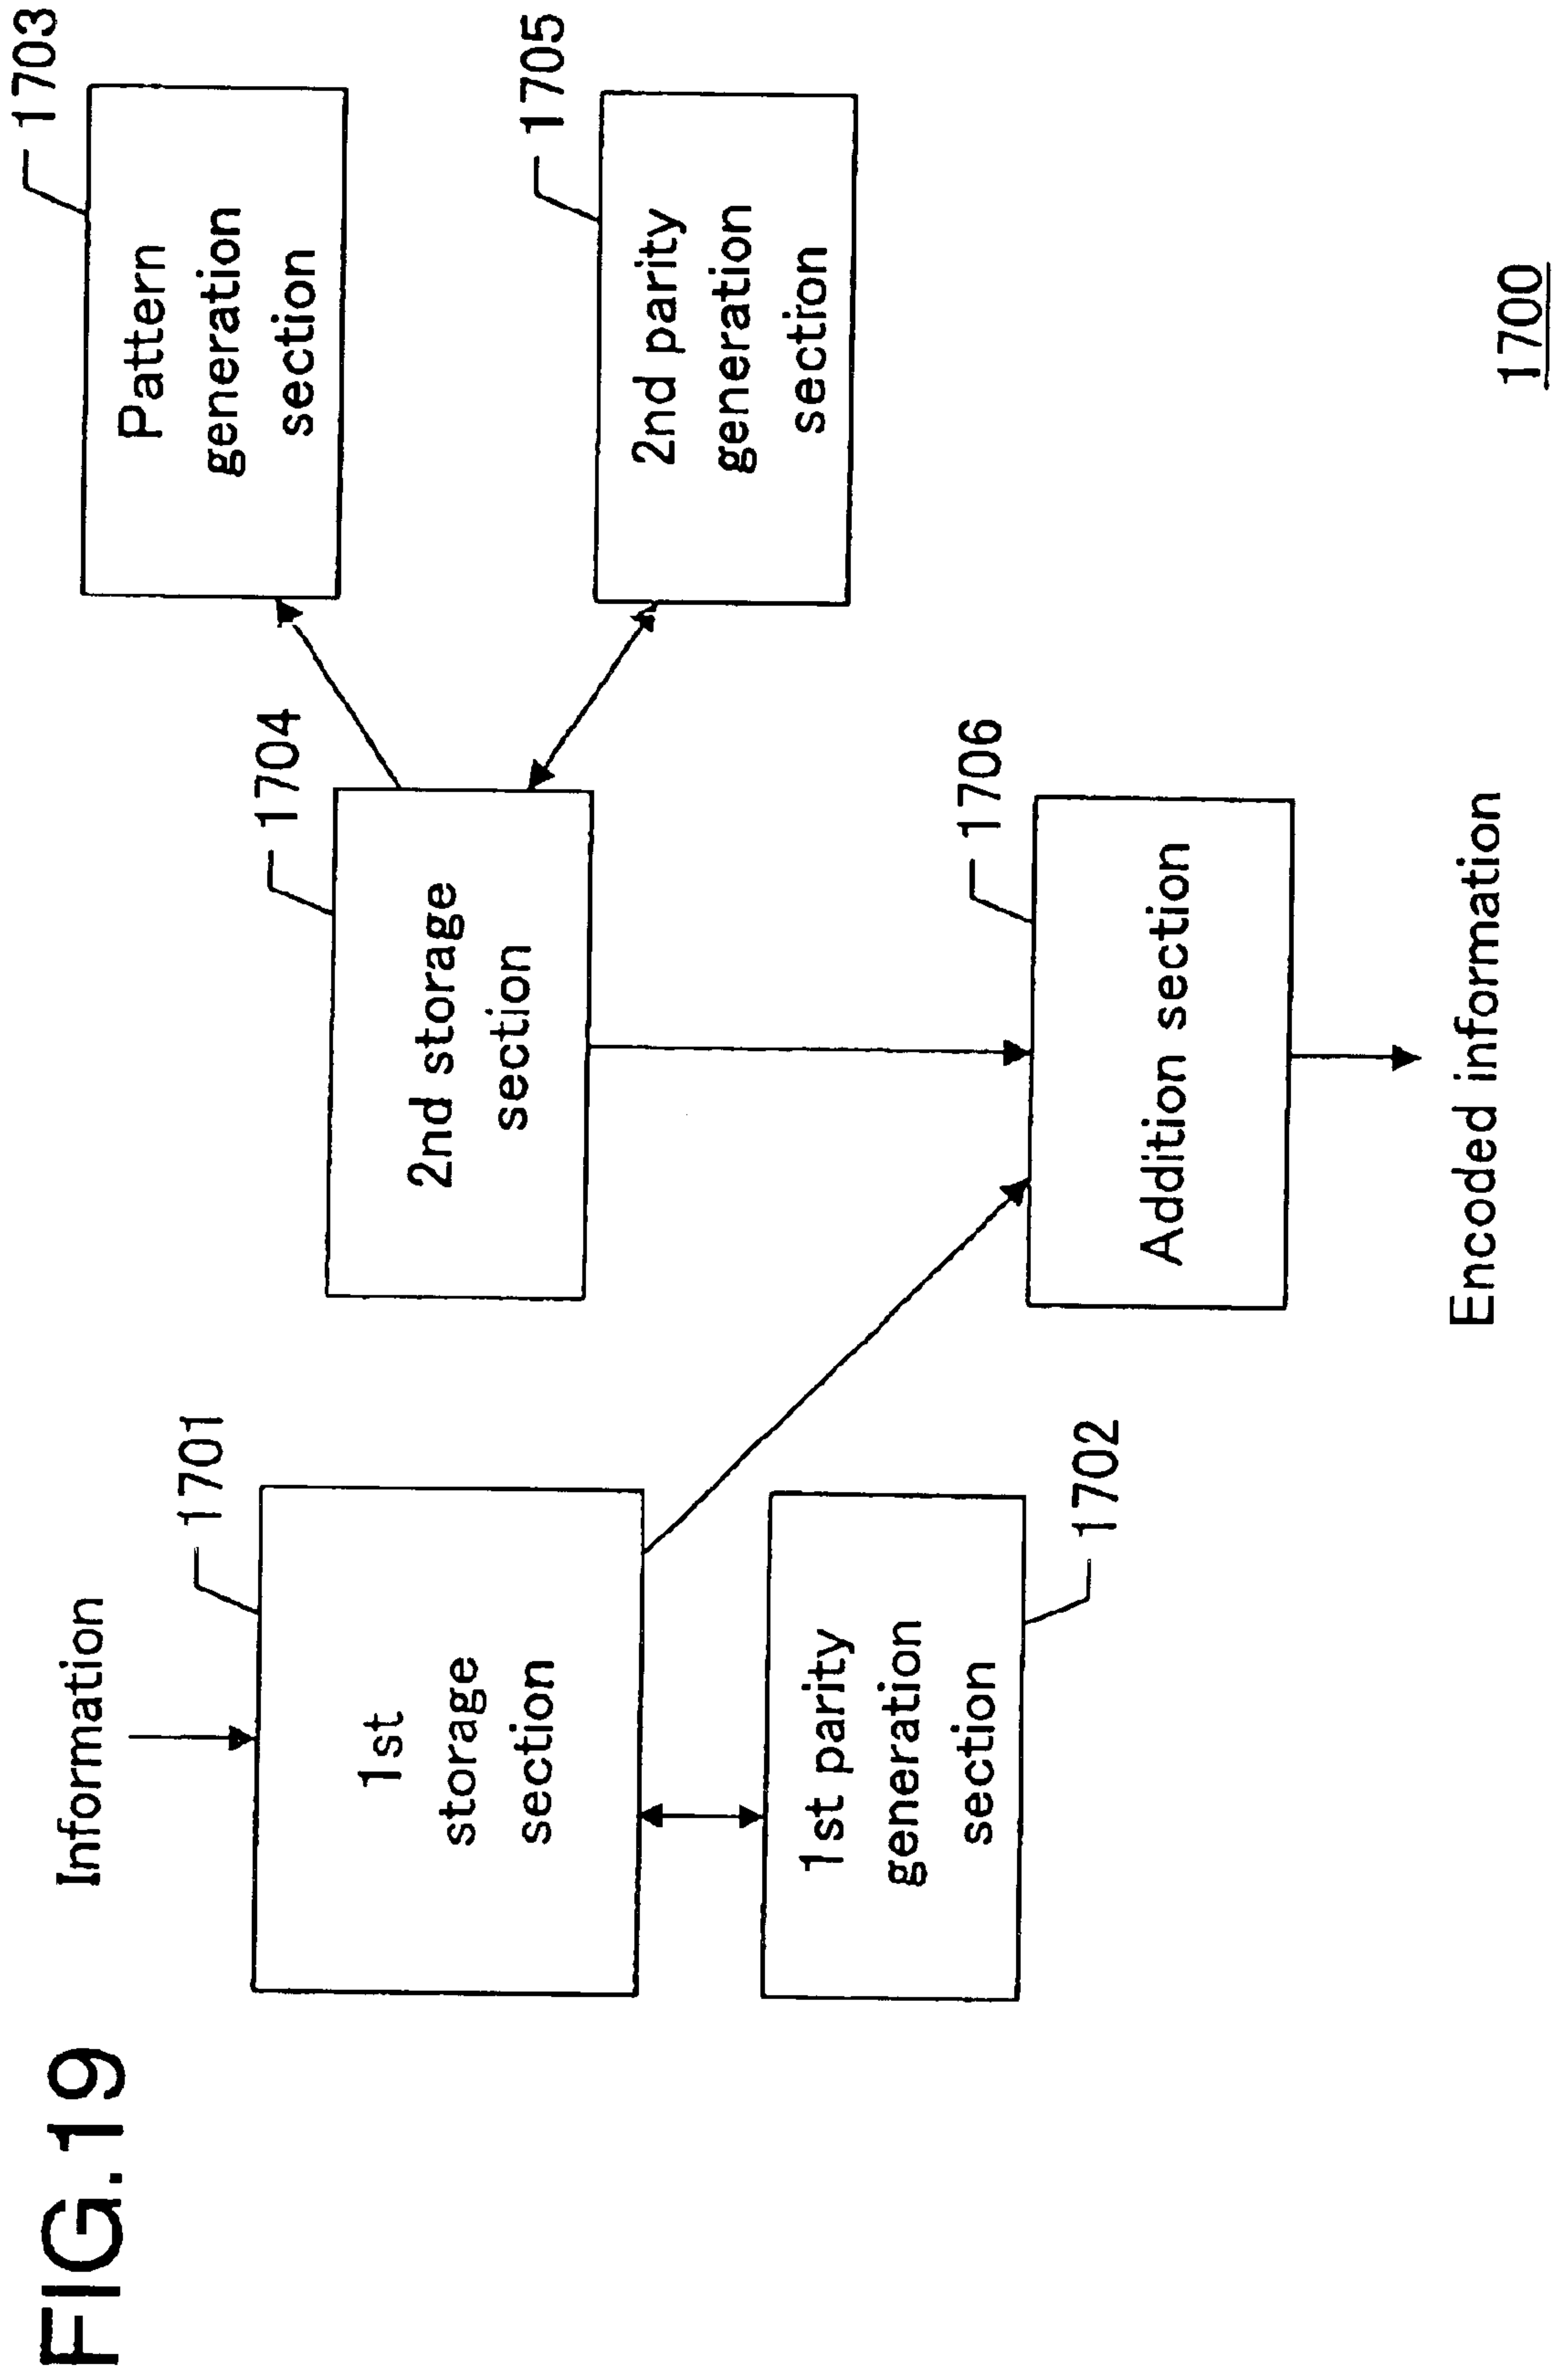 FIG.19
Information
1701
1st
storage
section
1st parity
generation
section
1702
1704
2nd storage
section
1703
Pattern
generation
section
1705
2nd parity
generation
section
1706
Addition section
Encoded information
1700